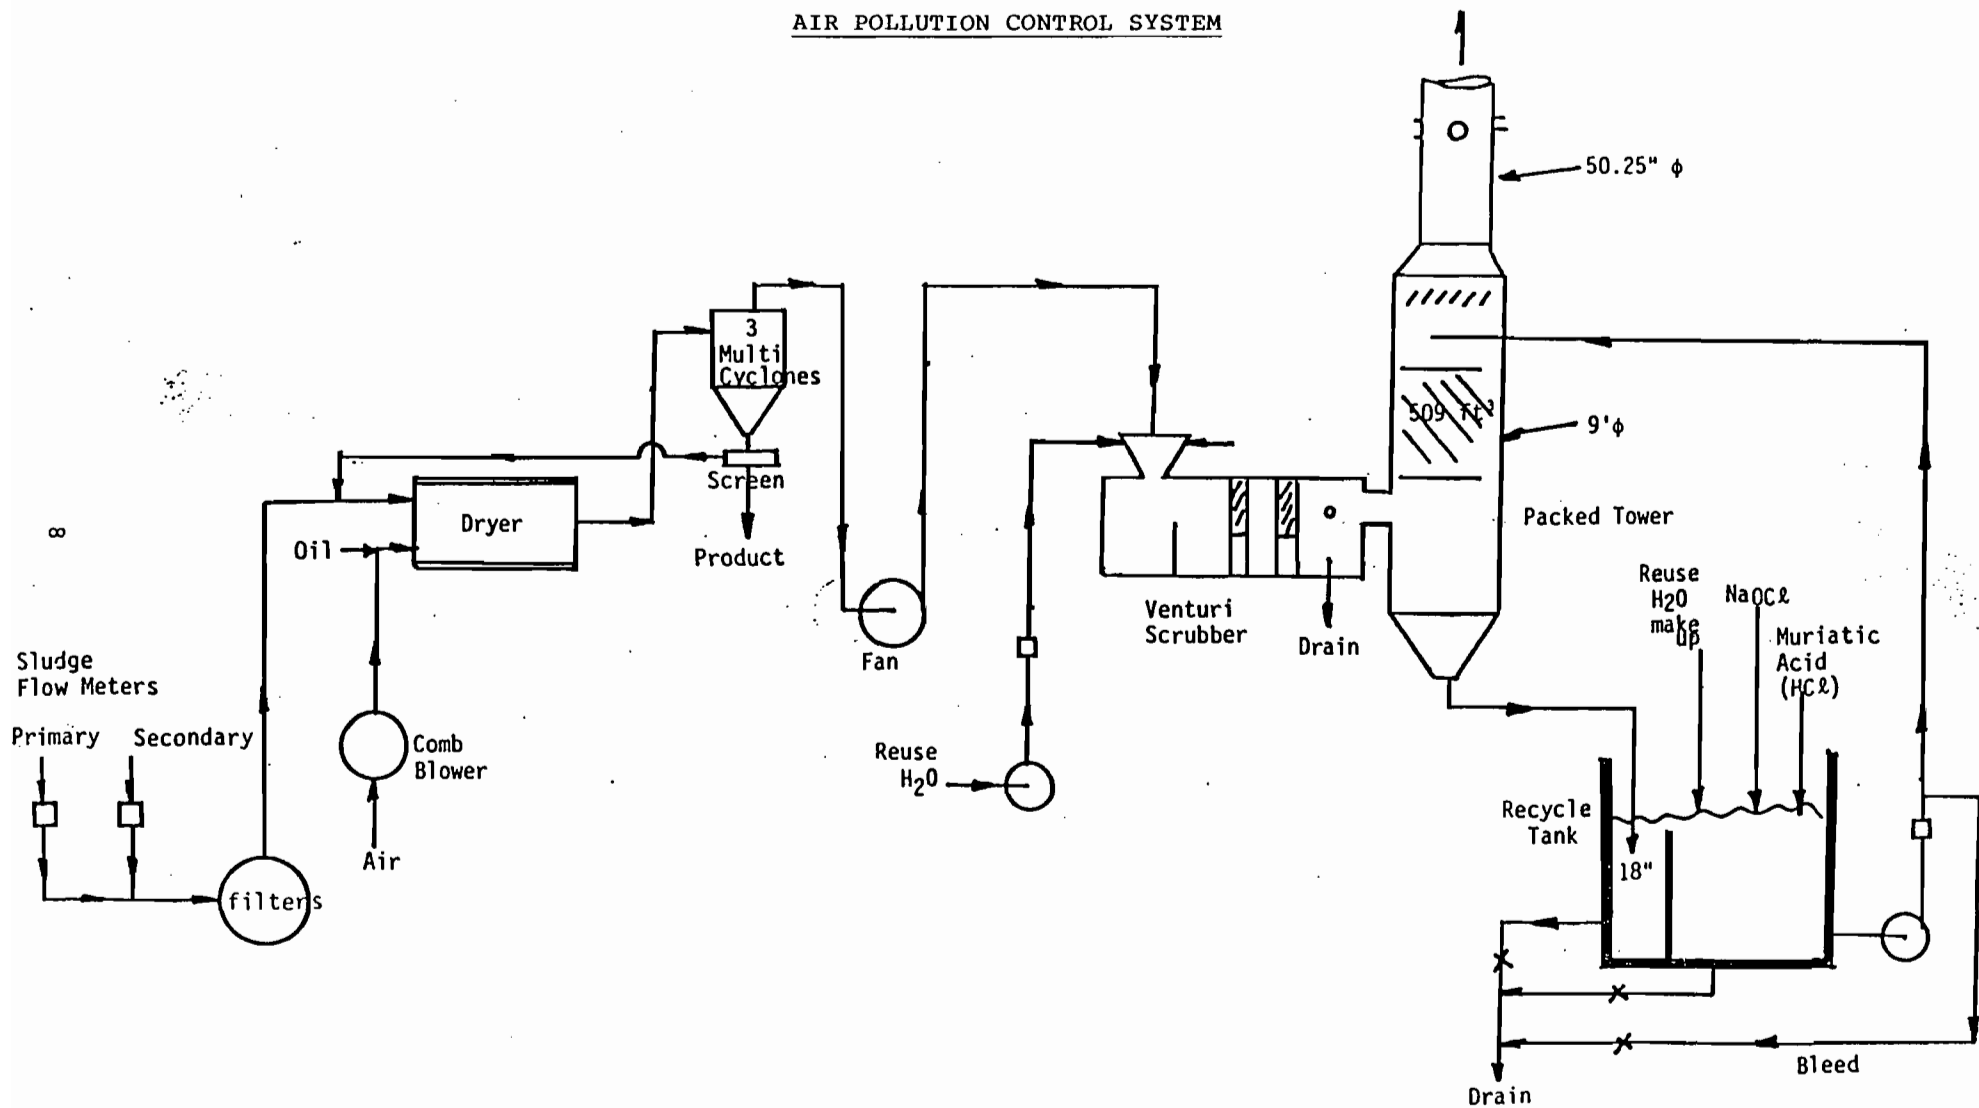 AIR POLLUTION CONTROL SYSTEM
50.25" ϕ
3
Multi
Cyclones
509 ft³
9'ϕ
Screen
Dryer
Packed Tower
∞
Oil
Product
Reuse
H₂O
make
up
NaOCℓ
Venturi
Scrubber
Muriatic
Acid
(HCℓ)
Drain
Fan
Sludge
Flow Meters
Primary
Secondary
Comb
Blower
Reuse
H₂O
Recycle
Tank
Air
18"
filters
Bleed
Drain